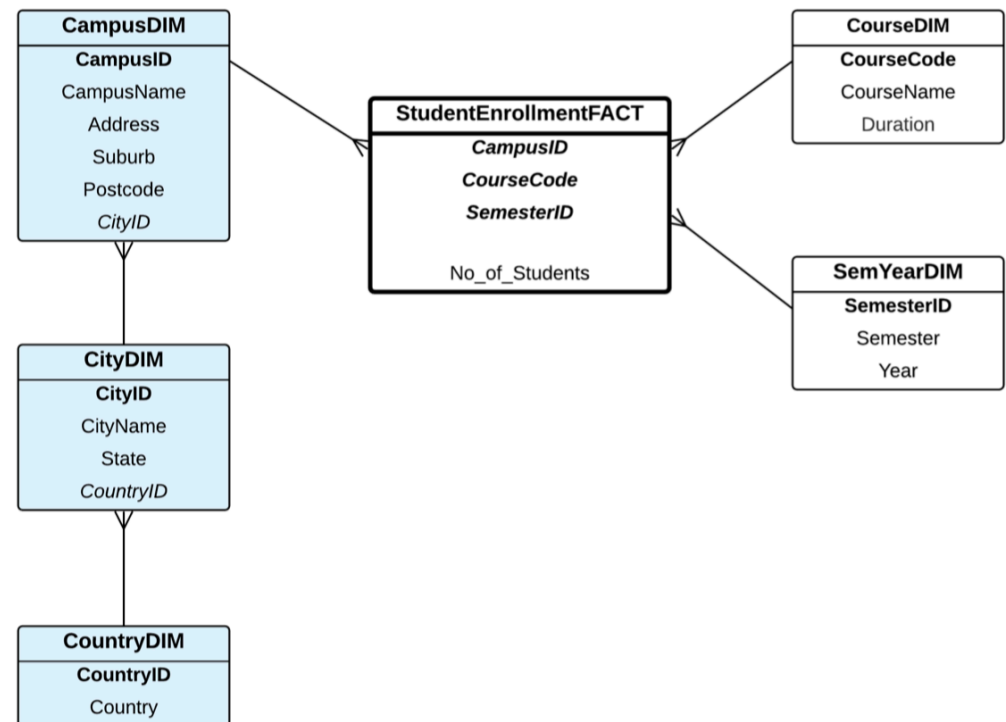 CampusDIM
CampusID
CampusName
Address
Suburb
Postcode
CityID
CityDIM
CityID
CityName
State
CountryID
CountryDIM
CountryID
Country
StudentEnrollmentFACT
CampusID
CourseCode
SemesterID
No_of_Students
CourseDIM
CourseCode
CourseName
Duration
SemYearDIM
SemesterID
Semester
Year